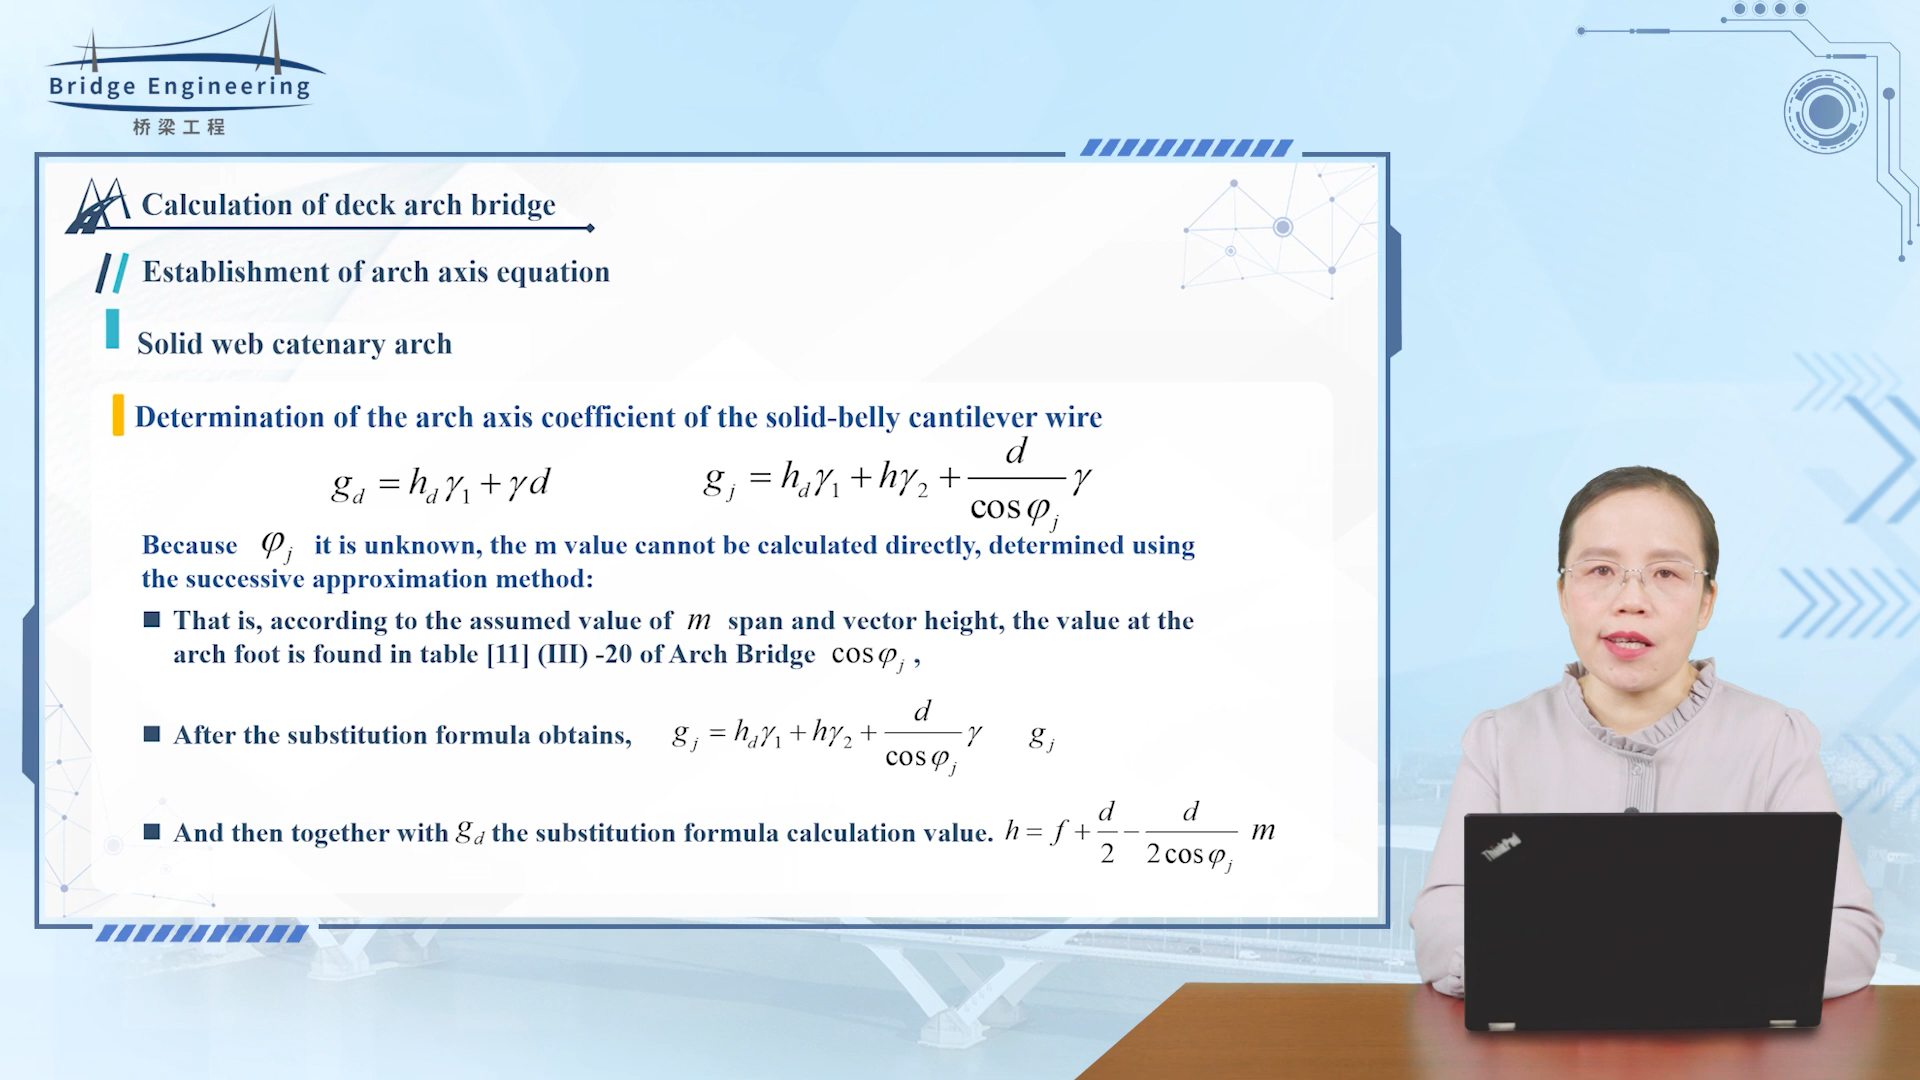 Bridge Engineering
桥梁工程
Calculation of deck arch bridge
Establishment of arch axis equation
Solid web catenary arch
Determination of the arch axis coefficient of the solid-belly cantilever wire
g_d = h_d γ_1 + γd    g_j = h_d γ_1 + hγ_2 + d/cos φ_j γ
Because φ_j it is unknown, the m value cannot be calculated directly, determined using
the successive approximation method:
■ That is, according to the assumed value of m span and vector height, the value at the
arch foot is found in table [11] (III) -20 of Arch Bridge cos φ_j ,
■ After the substitution formula obtains, g_j = h_d γ_1 + hγ_2 + d/cos φ_j γ    g_j
■ And then together with g_d the substitution formula calculation value. h = f + d/2 − d/2cos φ_j m
ThinkPad